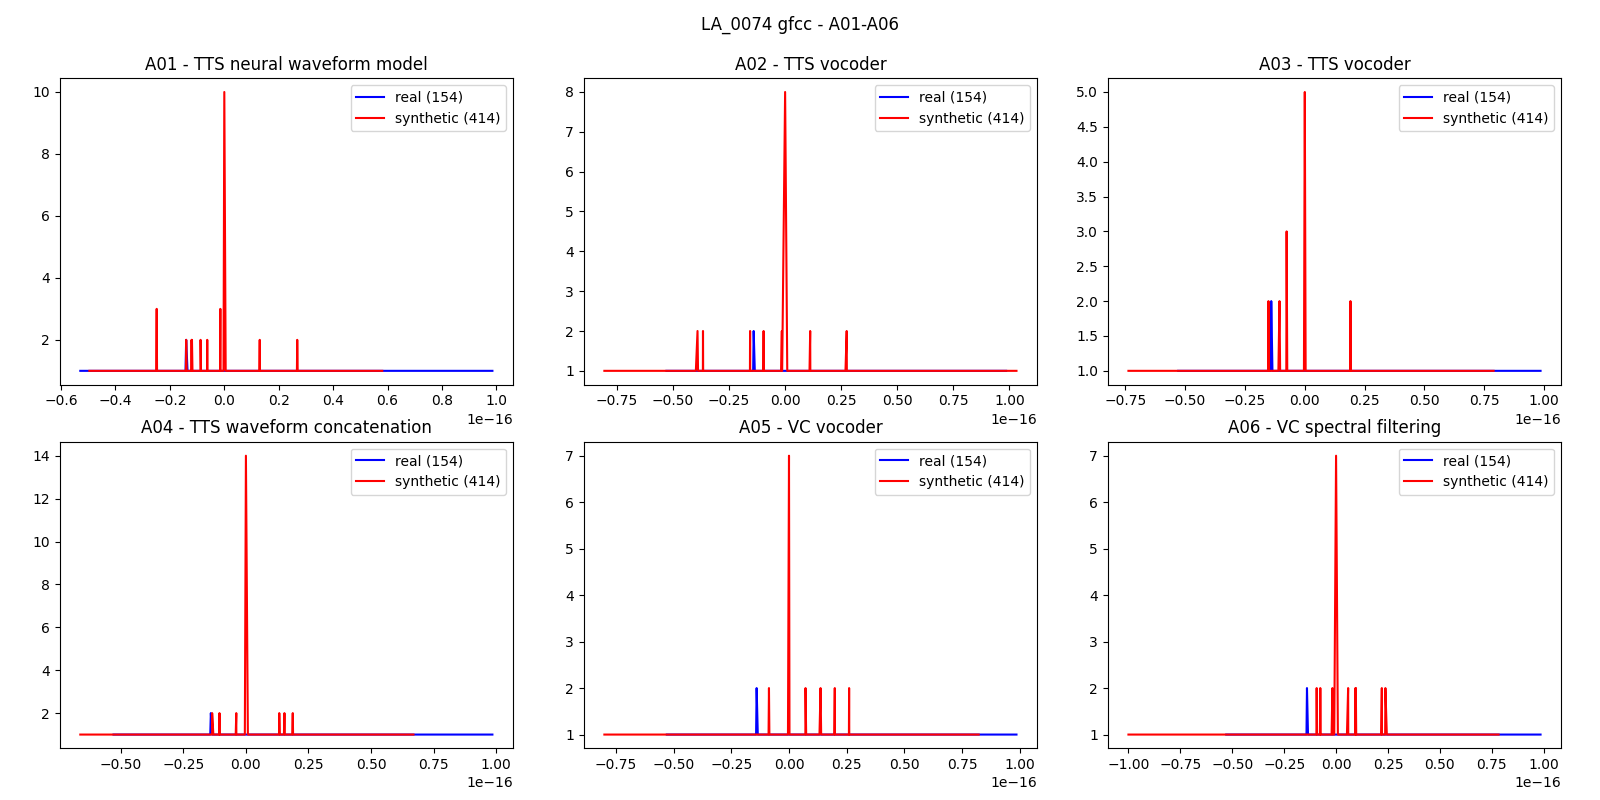 LA_0074 gfcc - A01-A06
A01 - TTS neural waveform model
10
8
6
4
2
−0.6 −0.4 −0.2 0.0 0.2 0.4 0.6 0.8 1.0
1e−16
real (154)
synthetic (414)
A02 - TTS vocoder
8
7
6
5
4
3
2
1
−0.75 −0.50 −0.25 0.00 0.25 0.50 0.75 1.00
1e−16
real (154)
synthetic (414)
A03 - TTS vocoder
5.0
4.5
4.0
3.5
3.0
2.5
2.0
1.5
1.0
−0.75 −0.50 −0.25 0.00 0.25 0.50 0.75 1.00
1e−16
real (154)
synthetic (414)
A04 - TTS waveform concatenation
14
12
10
8
6
4
2
−0.50 −0.25 0.00 0.25 0.50 0.75 1.00
1e−16
real (154)
synthetic (414)
A05 - VC vocoder
7
6
5
4
3
2
1
−0.75 −0.50 −0.25 0.00 0.25 0.50 0.75 1.00
1e−16
real (154)
synthetic (414)
A06 - VC spectral filtering
7
6
5
4
3
2
1
−1.00 −0.75 −0.50 −0.25 0.00 0.25 0.50 0.75 1.00
1e−16
real (154)
synthetic (414)